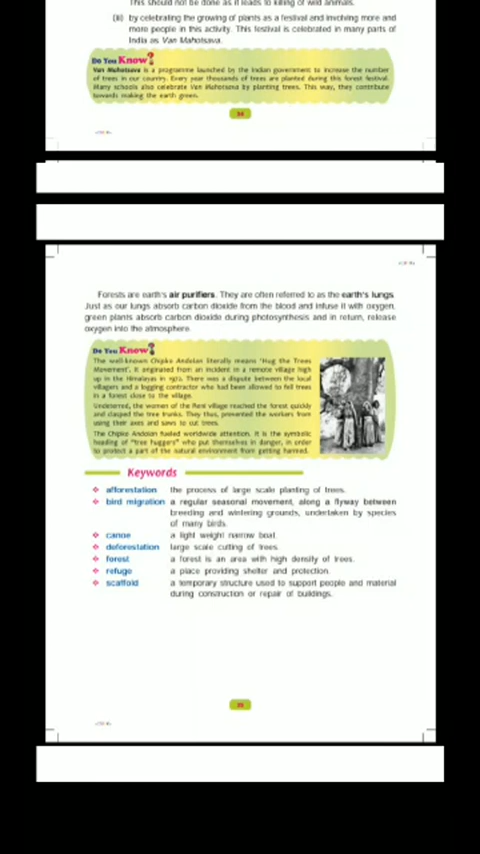 This should not be done as it leads to killing of wild animals.
(iii) by celebrating the growing of plants as a festival and involving more and
more people in this activity. This festival is celebrated in many parts of
India as Van Mahotsava.
Do You Know?
Van Mahotsava is a programme launched by the Indian government to increase the number
of trees in our country. Every year thousands of trees are planted during this forest festival.
Many schools also celebrate Van Mahotsava by planting trees. This way, they contribute
towards making the earth green.
Forests are earth's air purifiers. They are often referred to as the earth's lungs.
Just as our lungs absorb carbon dioxide from the blood and infuse it with oxygen,
green plants absorb carbon dioxide during photosynthesis and in return, release
oxygen into the atmosphere.
Do You Know?
The well-known Chipko Andolan literally means 'Hug the Trees
Movement'. It originated from an incident in a remote village high
up in the Himalayas in 1972. There was a dispute between the local
villagers and a logging contractor who had been allowed to fell trees
in a forest close to the village.
Undeterred, the women of the Reni village reached the forest quickly
and clasped the tree trunks. They thus, prevented the workers from
using their axes and saws to cut trees.
The Chipko Andolan fueled worldwide attention. It is the symbolic
heading of "tree huggers" who put themselves in danger, in order
to protect a part of the natural environment from getting harmed.
Keywords
afforestation the process of large scale planting of trees.
bird migration a regular seasonal movement, along a flyway between
breeding and wintering grounds, undertaken by species
of many birds.
canoe a light weight narrow boat.
deforestation large scale cutting of trees.
forest a forest is an area with high density of trees.
refuge a place providing shelter and protection.
scaffold a temporary structure used to support people and material
during construction or repair of buildings.